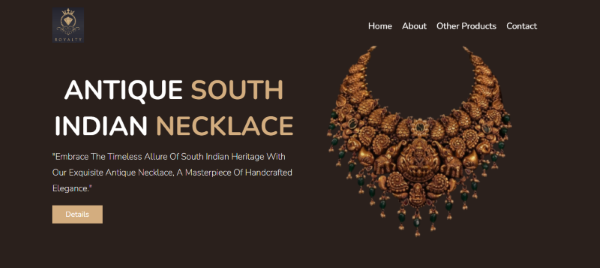 ROYALTY
Home About Other Products Contact
ANTIQUE SOUTH
INDIAN NECKLACE
"Embrace The Timeless Allure Of South Indian Heritage With
Our Exquisite Antique Necklace, A Masterpiece Of Handcrafted
Elegance."
Details